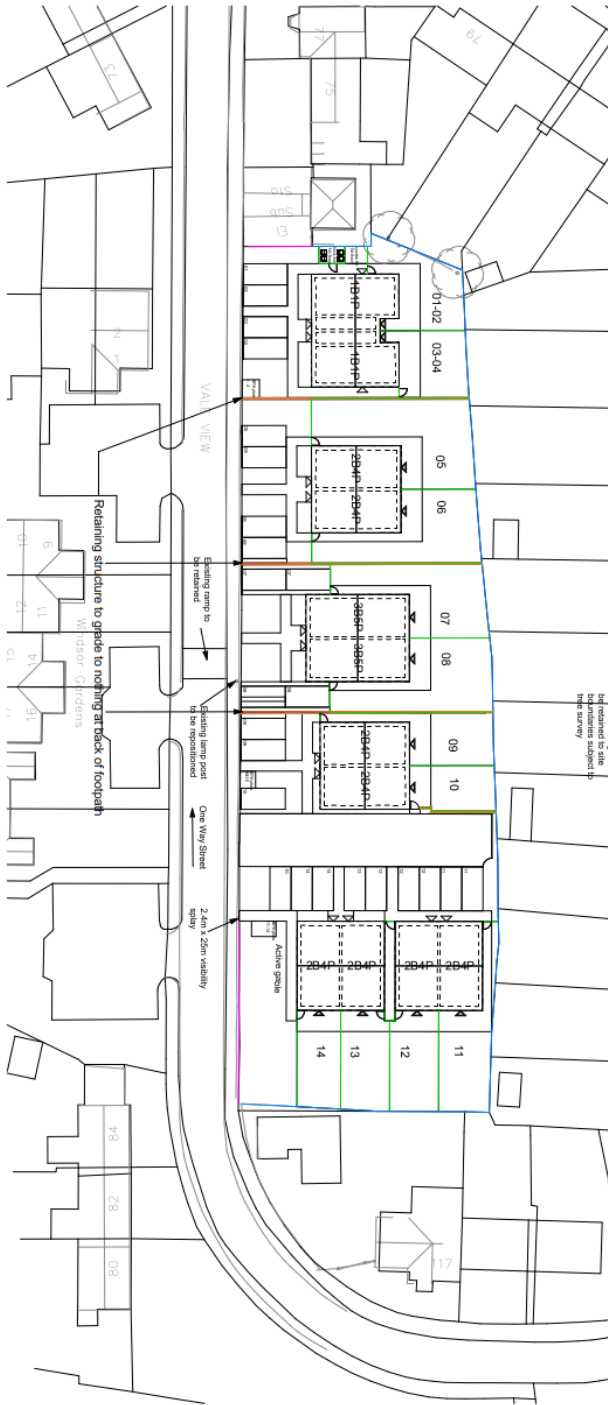 73
77
75
79
El
Sub
Sta
01-02
03-04
1B1P
1B1P
2
1
VALE VIEW
05
06
2B4P
2B4P
Retaining structure to grade to nothing at back of footpath
Existing ramp to
be retained
07
08
3B5P
3B5P
9
10
11
12
Windsor Gardens
14
16
Existing lamp post
to be repositioned
be retained to site
boundaries subject to
tree survey
09
10
2B4P
2B4P
One Way Street
2.4m x 25m visibility
splay
Active gable
2B4P
2B4P
2B4P
2B4P
14
13
12
11
84
82
80
117